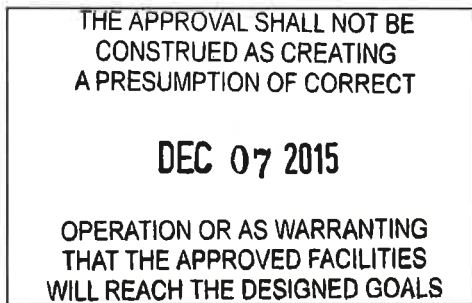 THE APPROVAL SHALL NOT BE
CONSTRUED AS CREATING
A PRESUMPTION OF CORRECT
DEC 07 2015
OPERATION OR AS WARRANTING
THAT THE APPROVED FACILITIES
WILL REACH THE DESIGNED GOALS